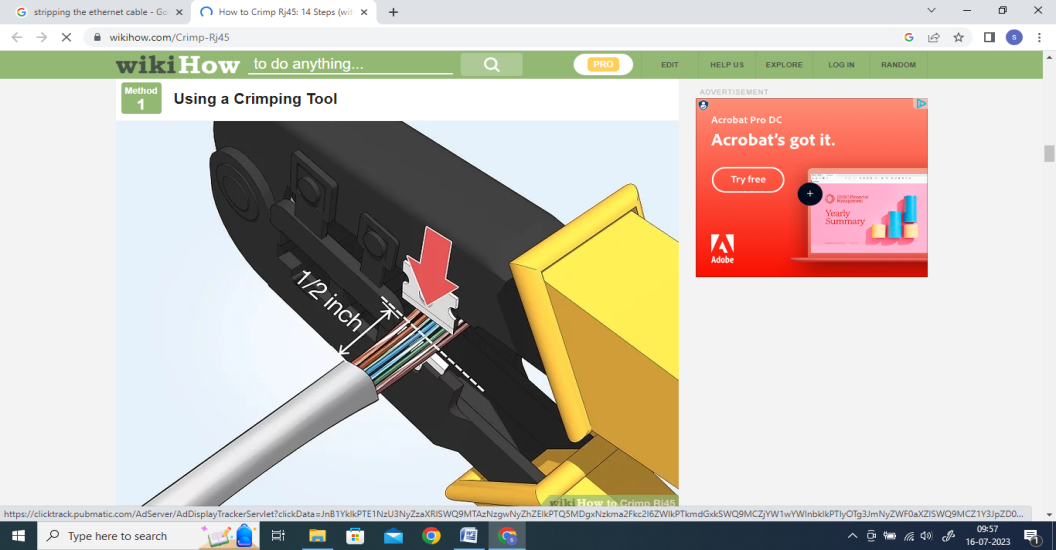 stripping the ethernet cable - Go
How to Crimp Rj45: 14 Steps (wit
wikihow.com/Crimp-Rj45
G
S
wikiHow
to do anything...
PRO
EDIT
HELP US
EXPLORE
LOG IN
RANDOM
Method
1
Using a Crimping Tool
ADVERTISEMENT
Acrobat Pro DC
Acrobat's got it.
Try free
Yearly
Summary
Adobe
1/2 inch
wikiHow to Crimp Rj45
Type here to search
09:57
16-07-2023
1